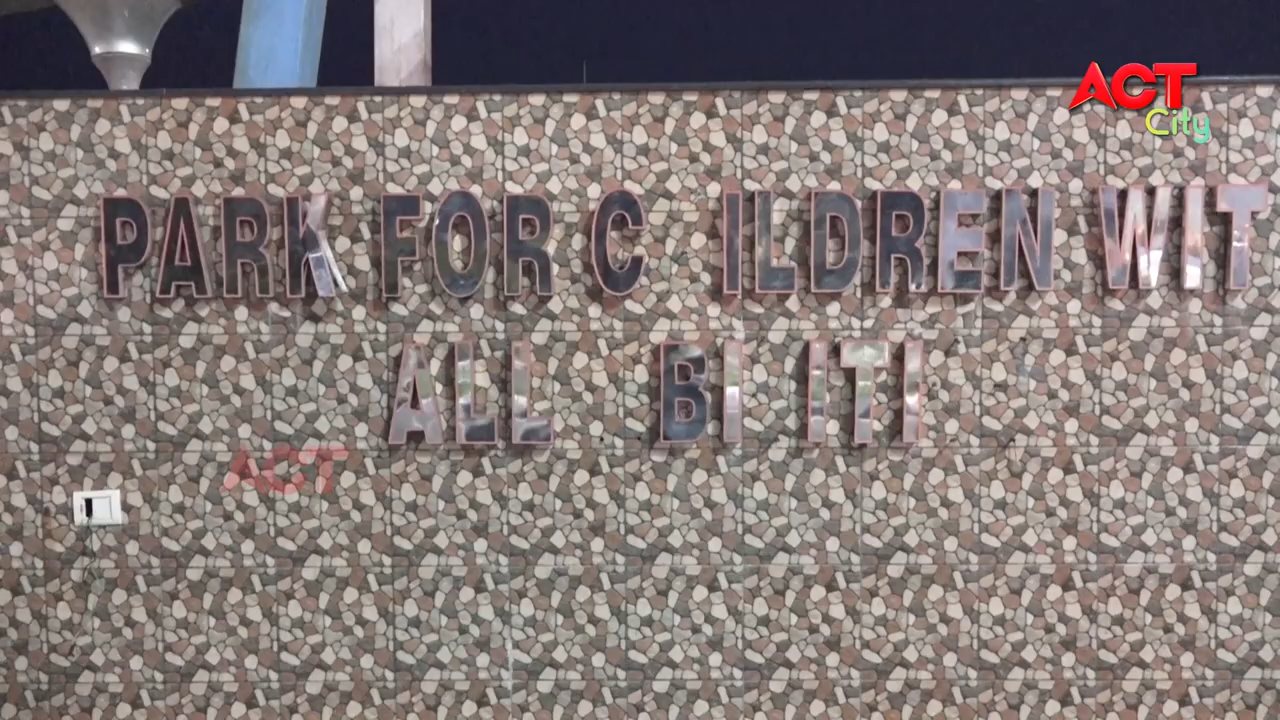 ACT
City
PARK FOR C ILDREN WIT
ALL BI ITI
ACT